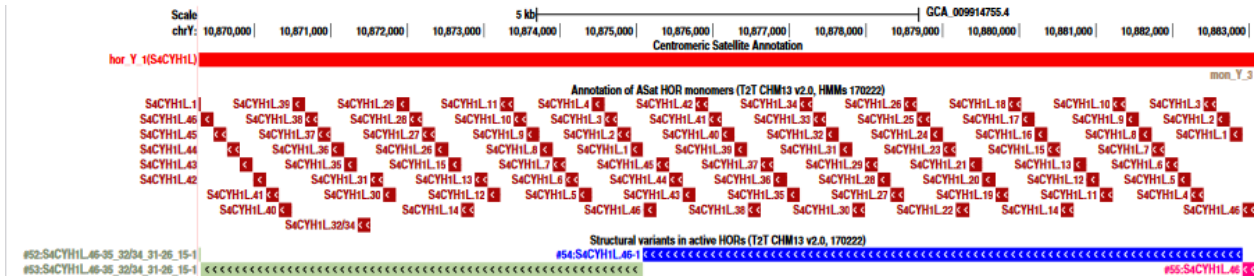 Scale 5 kb GCA_009914755.4
chrY: 10,870,000 10,871,000 10,872,000 10,873,000 10,874,000 10,875,000 10,876,000 10,877,000 10,878,000 10,879,000 10,880,000 10,881,000 10,882,000 10,883,000
Centromeric Satellite Annotation
hor_Y_1(S4CYH1L)
mon_Y_3
Annotation of ASat HOR monomers (T2T CHM13 v2.0, HMMs 170222)
S4CYH1L.1 S4CYH1L.39 S4CYH1L.29 S4CYH1L.11 S4CYH1L.4 S4CYH1L.42 S4CYH1L.34 S4CYH1L.26 S4CYH1L.18 S4CYH1L.10 S4CYH1L.3
S4CYH1L.46 S4CYH1L.38 S4CYH1L.28 S4CYH1L.10 S4CYH1L.3 S4CYH1L.41 S4CYH1L.33 S4CYH1L.25 S4CYH1L.17 S4CYH1L.9 S4CYH1L.2
S4CYH1L.45 S4CYH1L.37 S4CYH1L.27 S4CYH1L.9 S4CYH1L.2 S4CYH1L.40 S4CYH1L.32 S4CYH1L.24 S4CYH1L.16 S4CYH1L.8 S4CYH1L.1
S4CYH1L.44 S4CYH1L.36 S4CYH1L.26 S4CYH1L.8 S4CYH1L.1 S4CYH1L.39 S4CYH1L.31 S4CYH1L.23 S4CYH1L.15 S4CYH1L.7
S4CYH1L.43 S4CYH1L.35 S4CYH1L.15 S4CYH1L.7 S4CYH1L.45 S4CYH1L.37 S4CYH1L.29 S4CYH1L.21 S4CYH1L.13 S4CYH1L.6
S4CYH1L.42 S4CYH1L.31 S4CYH1L.13 S4CYH1L.6 S4CYH1L.44 S4CYH1L.36 S4CYH1L.28 S4CYH1L.20 S4CYH1L.12 S4CYH1L.5
S4CYH1L.41 S4CYH1L.30 S4CYH1L.12 S4CYH1L.5 S4CYH1L.43 S4CYH1L.35 S4CYH1L.27 S4CYH1L.19 S4CYH1L.11 S4CYH1L.4
S4CYH1L.40 S4CYH1L.14 S4CYH1L.46 S4CYH1L.38 S4CYH1L.30 S4CYH1L.22 S4CYH1L.14 S4CYH1L.46
S4CYH1L.32/34
Structural variants in active HORs (T2T CHM13 v2.0, 170222)
#52:S4CYH1L.46-35_32/34_31-26_15-1 #54:S4CYH1L.46-1
#53:S4CYH1L.46-35_32/34_31-26_15-1 #55:S4CYH1L.46